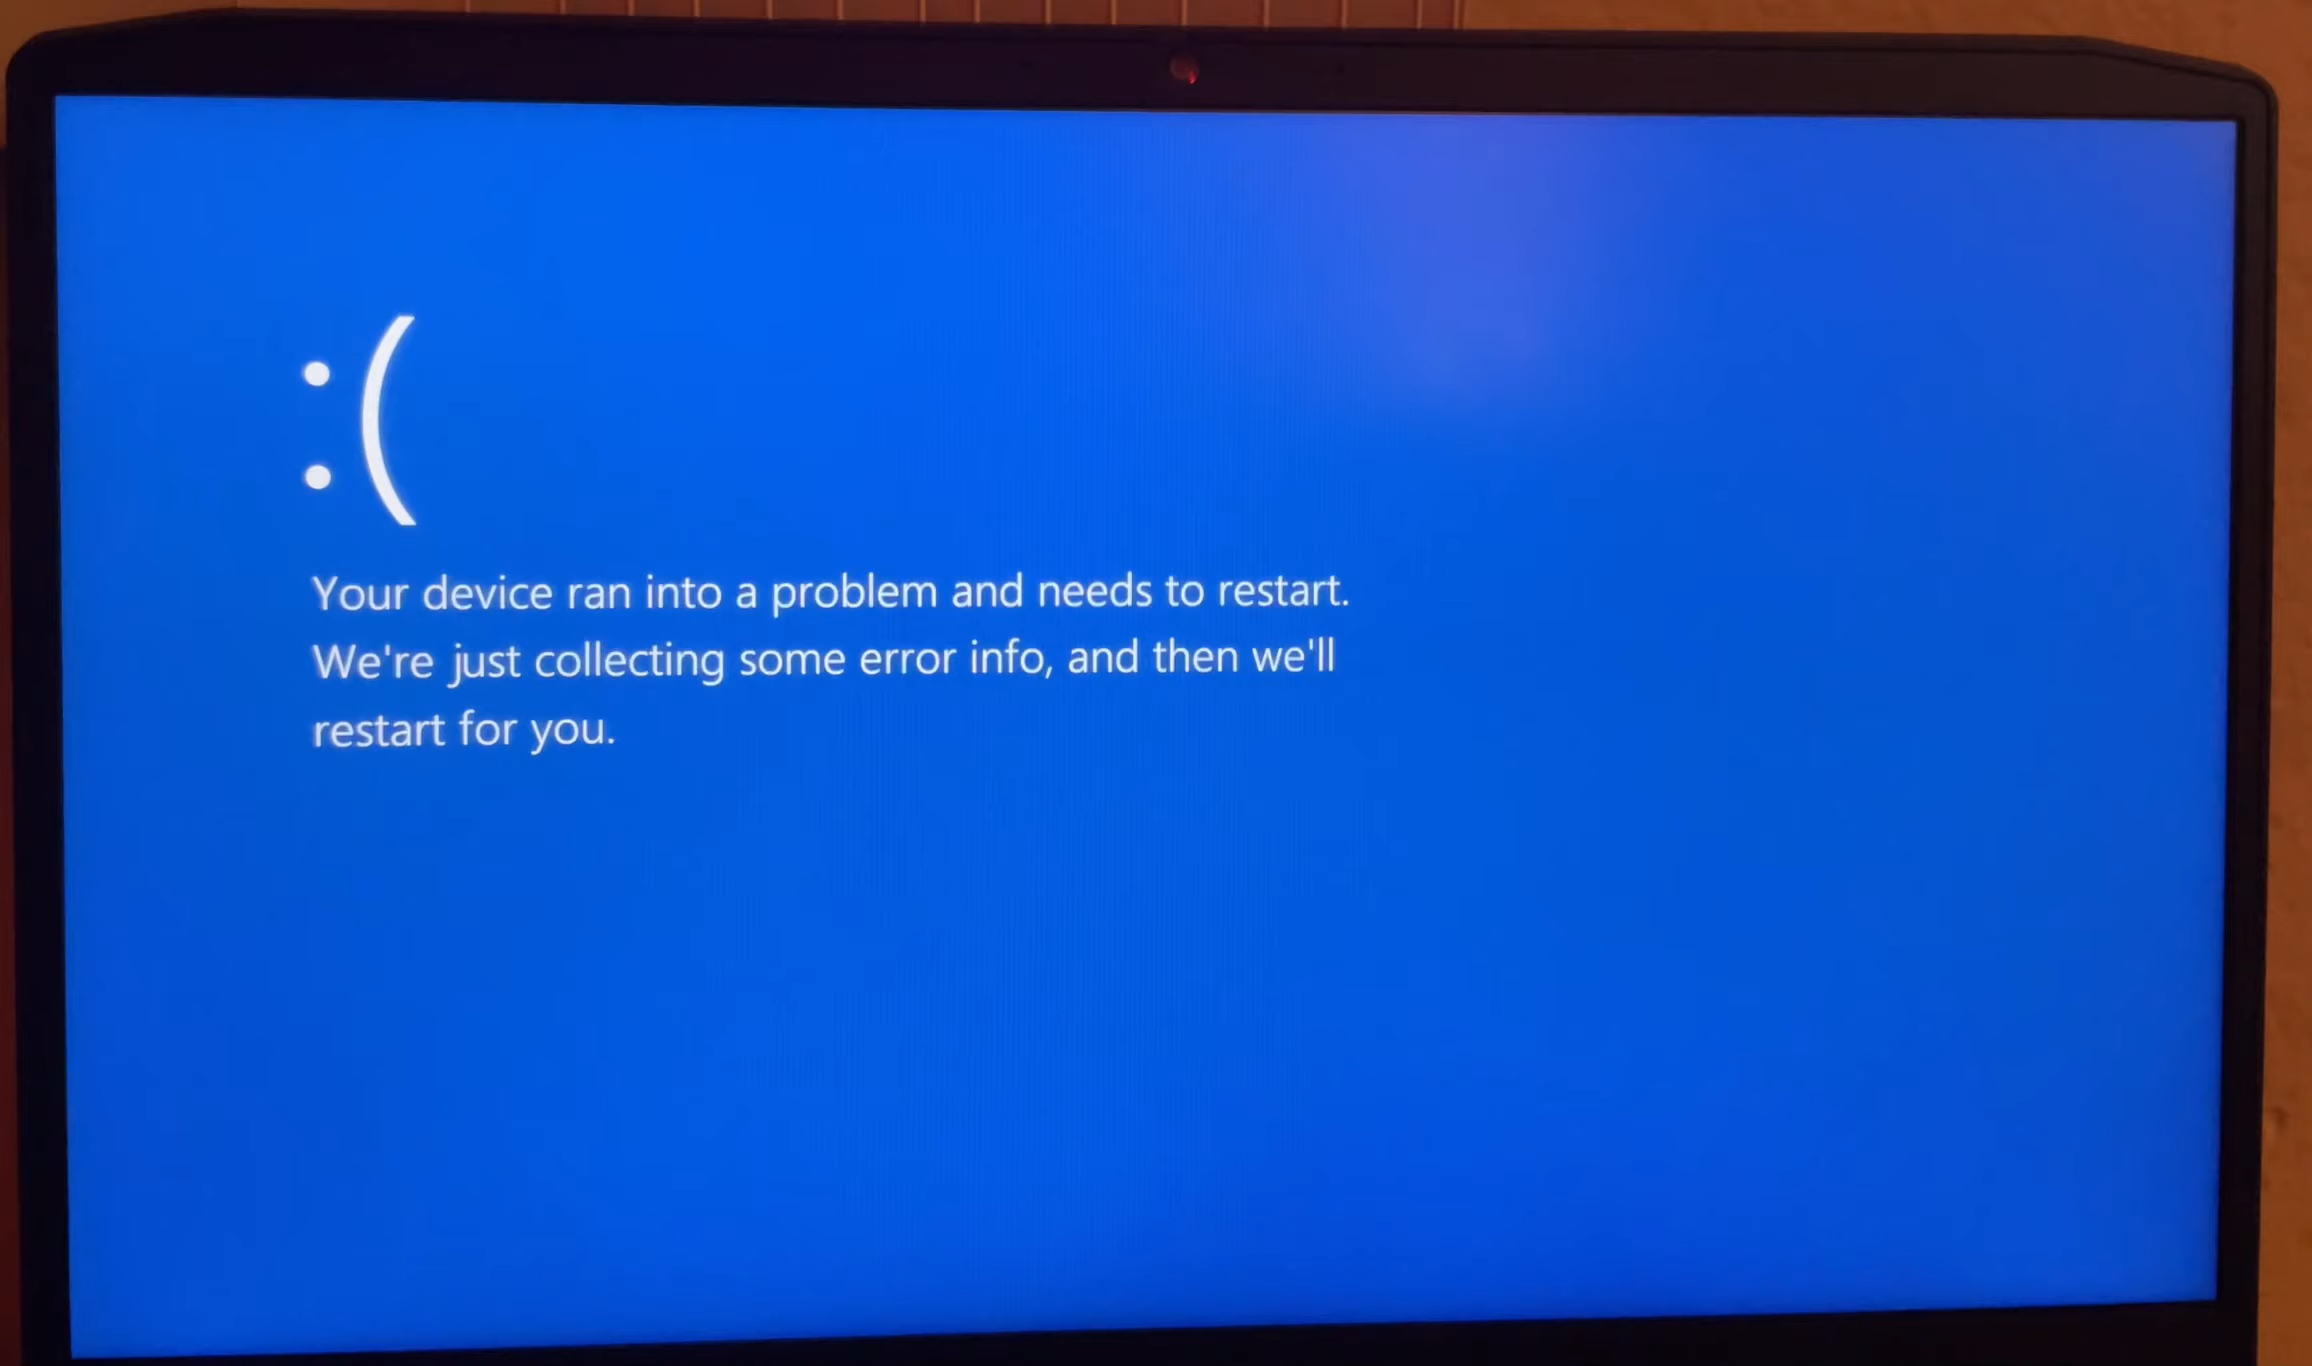 :(
Your device ran into a problem and needs to restart.
We're just collecting some error info, and then we'll
restart for you.